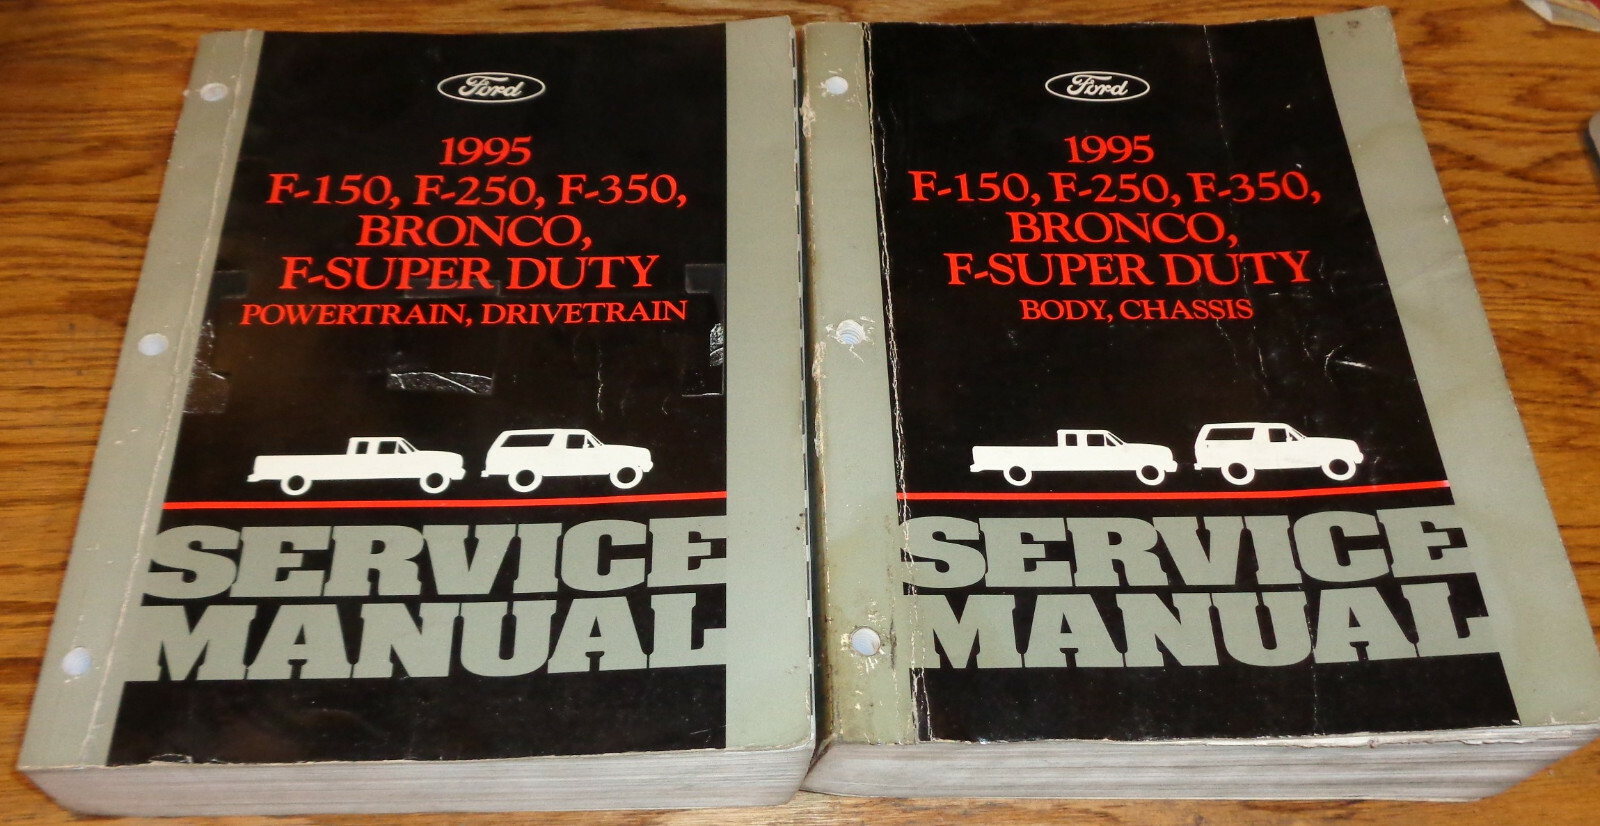 Ford
1995
F-150, F-250, F-350,
BRONCO,
F-SUPER DUTY
POWERTRAIN, DRIVETRAIN
SERVICE
MANUAL
Ford
1995
F-150, F-250, F-350,
BRONCO,
F-SUPER DUTY
BODY, CHASSIS
SERVICE
MANUAL